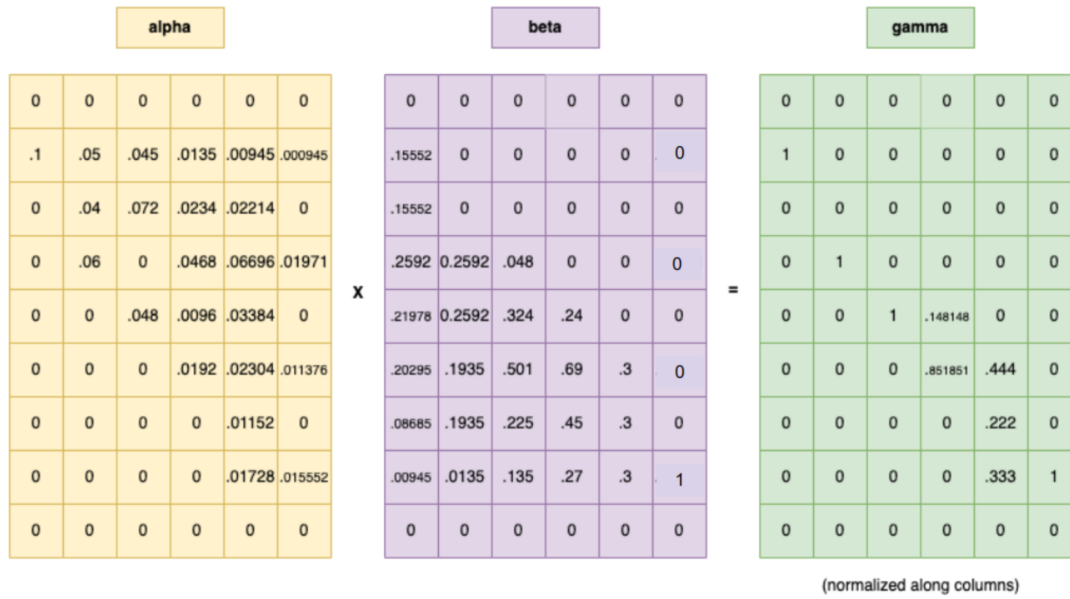 alpha beta gamma
0 0 0 0 0 0 0 0 0 0 0 0 0 0 0 0 0 0
.1 .05 .045 .0135 .00945 .000945 .15552 0 0 0 0 0 1 0 0 0 0 0
0 .04 .072 .0234 .02214 0 .15552 0 0 0 0 0 0 0 0 0 0 0
0 .06 0 .0468 .06696 .01971 .2592 0.2592 .048 0 0 0 0 1 0 0 0 0
x =
0 0 .048 .0096 .03384 0 .21978 0.2592 .324 .24 0 0 0 0 1 .148148 0 0
0 0 0 .0192 .02304 .011376 .20295 .1935 .501 .69 .3 0 0 0 0 .851851 .444 0
0 0 0 0 .01152 0 .08685 .1935 .225 .45 .3 0 0 0 0 0 .222 0
0 0 0 0 .01728 .015552 .00945 .0135 .135 .27 .3 1 0 0 0 0 .333 1
0 0 0 0 0 0 0 0 0 0 0 0 0 0 0 0 0 0
(normalized along columns)